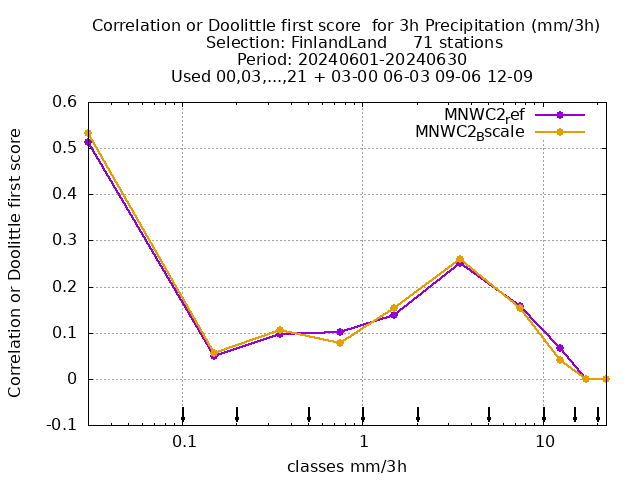 Correlation or Doolittle first score  for 3h Precipitation (mm/3h)
Selection: FinlandLand     71 stations
Period: 20240601-20240630
Used 00,03,...,21 + 03-00 06-03 09-06 12-09
MNWC2ref
MNWC2Bscale
Correlation or Doolittle first score
0.6
0.5
0.4
0.3
0.2
0.1
0
-0.1
0.1 1 10
classes mm/3h